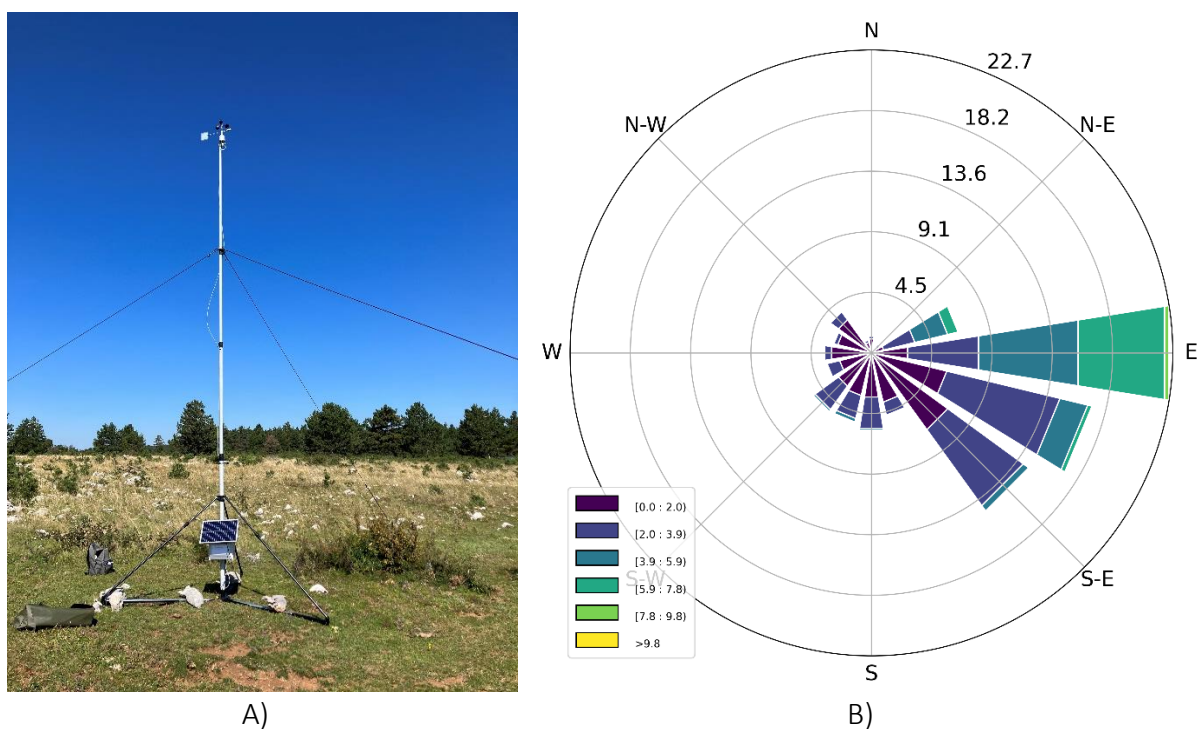 N
22.7
18.2
N-W
N-E
13.6
9.1
4.5
W
E
[0.0 : 2.0)
[2.0 : 3.9)
[3.9 : 5.9)
S-W
[5.9 : 7.8)
S-E
[7.8 : 9.8)
>9.8
S
A)
B)